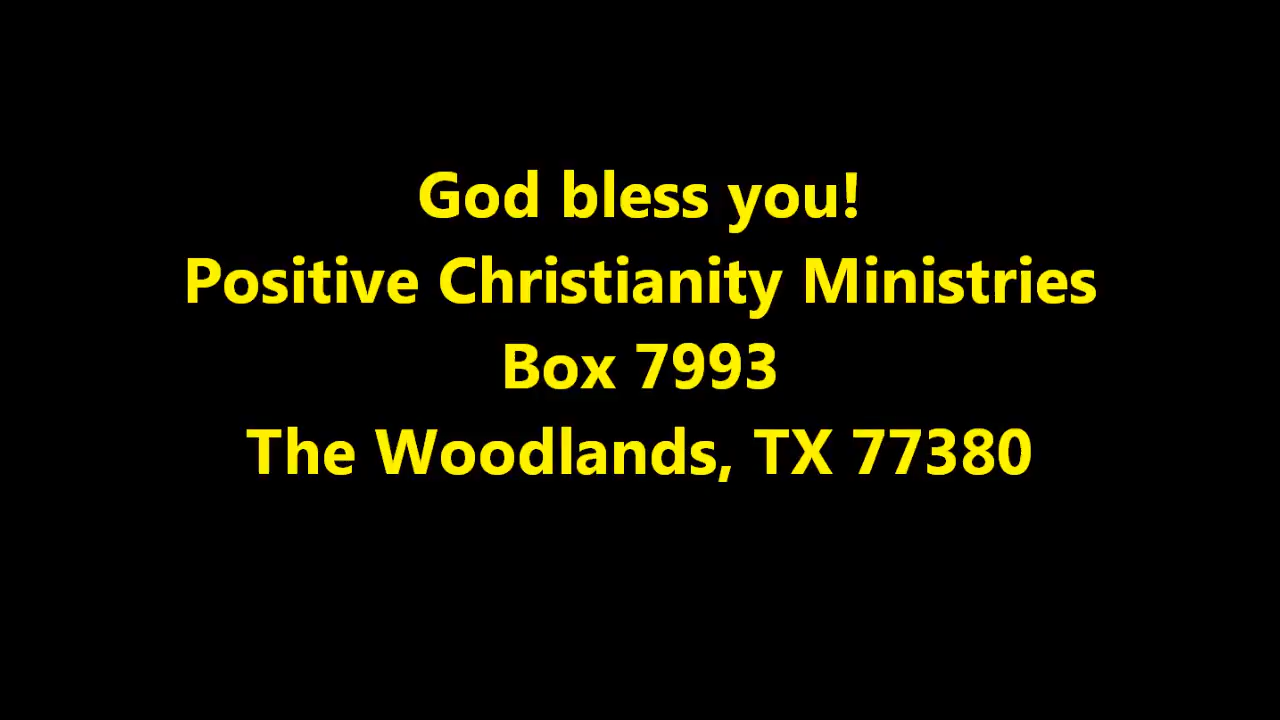 God bless you!
Positive Christianity Ministries
Box 7993
The Woodlands, TX 77380